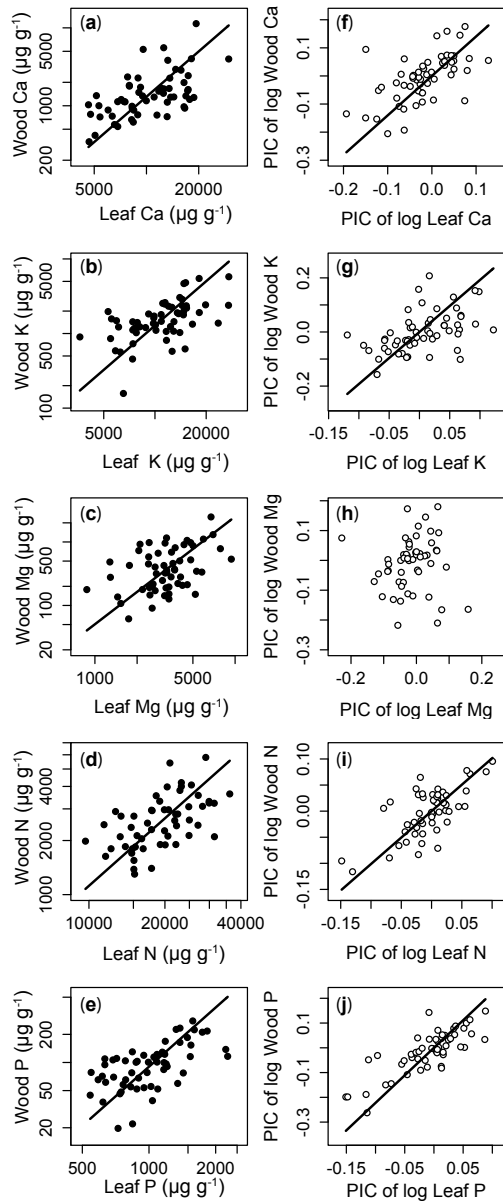 (a)
Wood Ca (µg g-1)
5000
1000
200
5000 20000
Leaf Ca (µg g-1)
(f)
PIC of log Wood Ca
0.1
-0.1
-0.3
-0.2 -0.1 0.0 0.1
PIC of log Leaf Ca
(b)
Wood K (µg g-1)
5000
500
100
5000 20000
Leaf K (µg g-1)
(g)
PIC of log Wood K
0.2
0.0
-0.2
-0.15 -0.05 0.05
PIC of log Leaf K
(c)
Wood Mg (µg g-1)
500
100
20
1000 5000
Leaf Mg (µg g-1)
(h)
PIC of log Wood Mg
0.1
-0.1
-0.3
-0.2 0.0 0.1 0.2
PIC of log Leaf Mg
(d)
Wood N (µg g-1)
4000
2000
1000
10000 20000 40000
Leaf N (µg g-1)
(i)
PIC of log Wood N
0.10
0.00
-0.15
-0.15 -0.05 0.05
PIC of log Leaf N
(e)
Wood P (µg g-1)
200
50
20
500 1000 2000
Leaf P (µg g-1)
(j)
PIC of log Wood P
0.1
-0.1
-0.3
-0.15 -0.05 0.05
PIC of log Leaf P